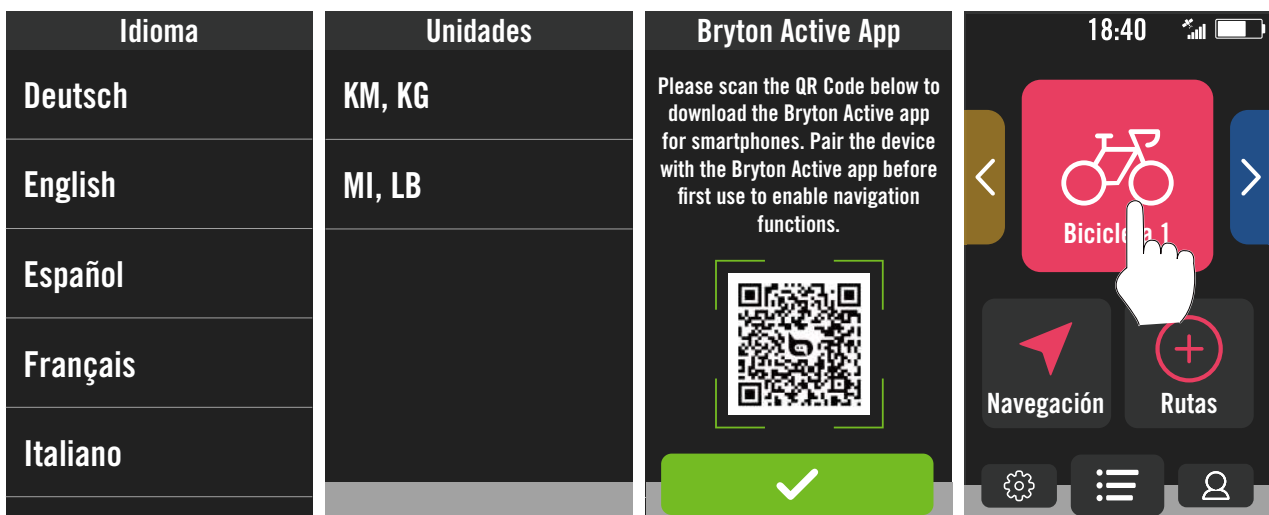 Idioma
Deutsch
English
Español
Français
Italiano
Unidades
KM, KG
MI, LB
Bryton Active App
Please scan the QR Code below to
download the Bryton Active app
for smartphones. Pair the device
with the Bryton Active app before
first use to enable navigation
functions.
18:40
1
Navegación
Rutas